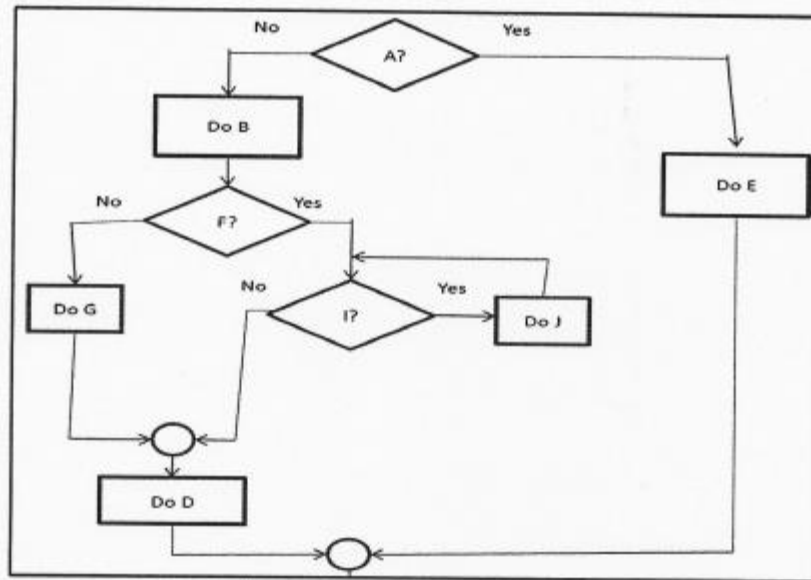 No
Yes
A?
Do B
Do E
No
Yes
F?
No
Yes
Do G
I?
Do J
Do D